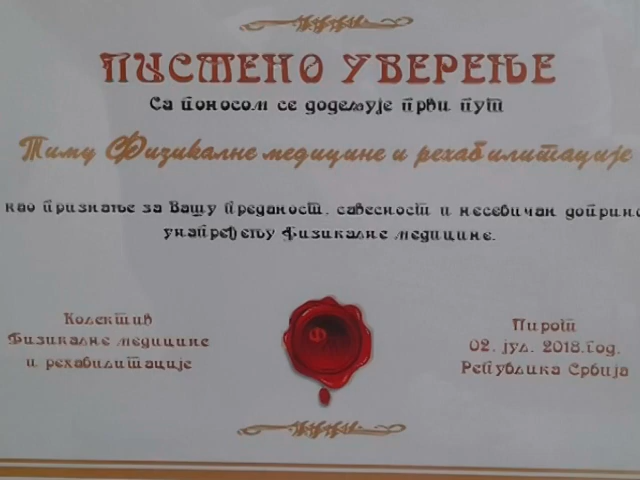 ПИСМЕНО УВЕРЕЊЕ
Са поносом се додељује први пут
Тиму Физикалне медицине и рехабилитације
као признање за Вашу преданост, савесност и несебичан доприно
унапређењу Физикалне медицине.
Колектив
Физикалне медицине
и рехабилитације
Ф
Пирот
02. јул. 2018.год.
Република Србија